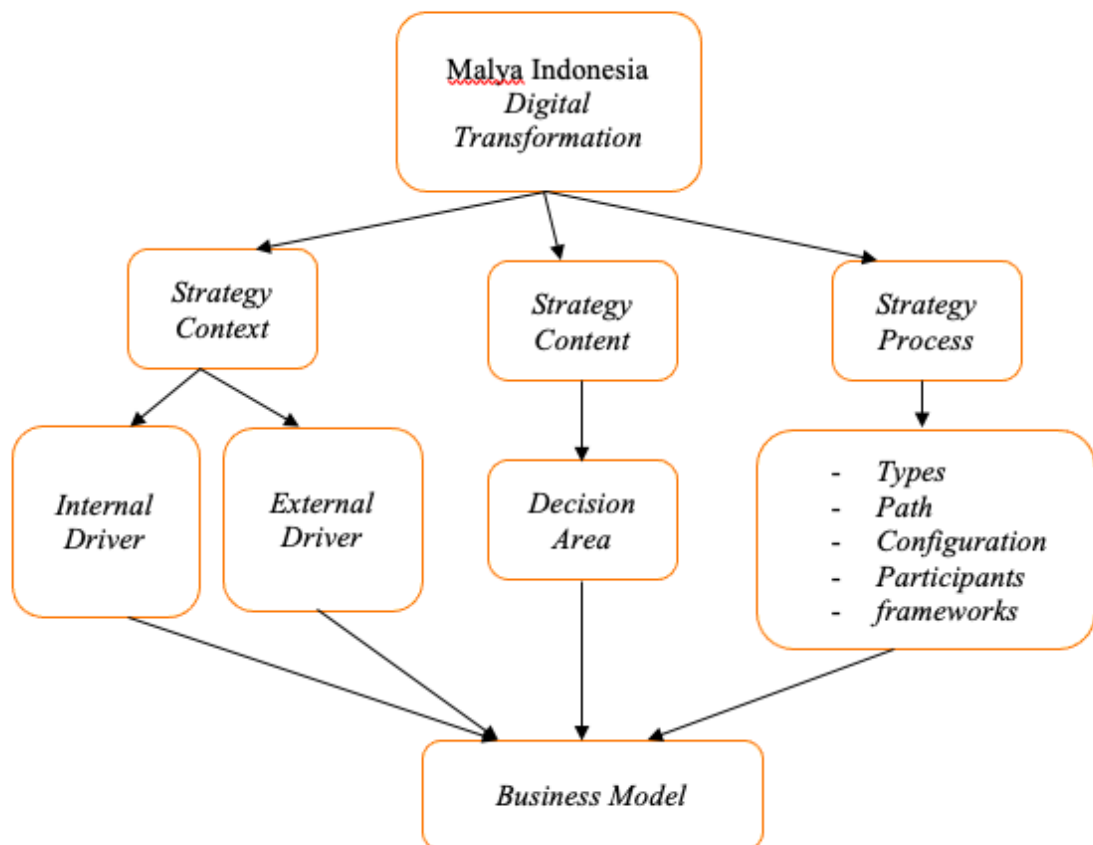 Malya Indonesia
Digital
Transformation
Strategy
Context
Strategy
Content
Strategy
Process
Internal
Driver
External
Driver
Decision
Area
- Types
- Path
- Configuration
- Participants
- frameworks
Business Model